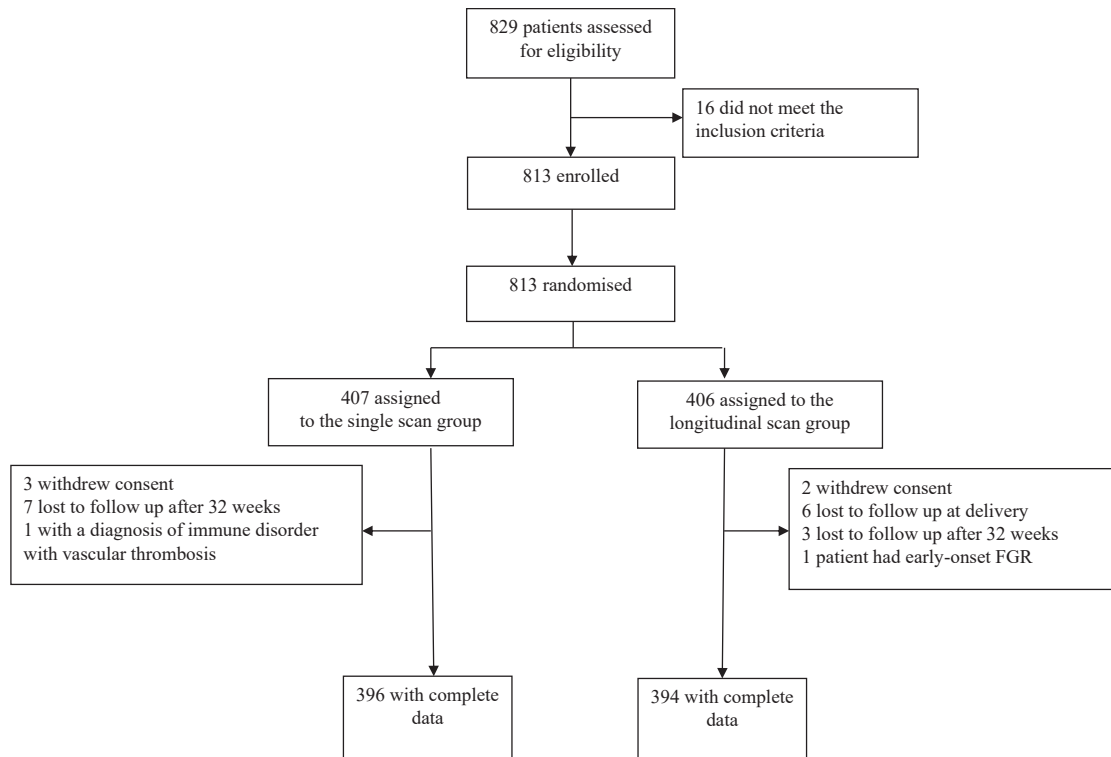 829 patients assessed
for eligibility
16 did not meet the
inclusion criteria
813 enrolled
813 randomised
407 assigned
to the single scan group
406 assigned to the
longitudinal scan group
3 withdrew consent
7 lost to follow up after 32 weeks
1 with a diagnosis of immune disorder
with vascular thrombosis
2 withdrew consent
6 lost to follow up at delivery
3 lost to follow up after 32 weeks
1 patient had early-onset FGR
396 with complete
data
394 with complete
data